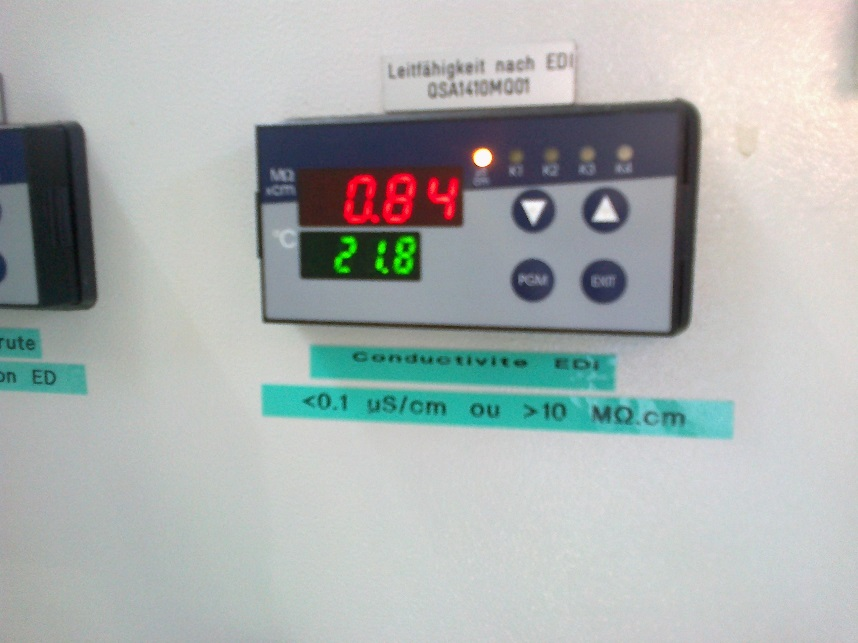 Leitfähigkeit nach EDI
QSA1410MQ01
MΩ
xcm
0.84
K1 K2 K3 K4
°C
21.8
PGM EXIT
rute
on ED
Conductivite EDI
<0.1 µS/cm ou >10 MΩ.cm